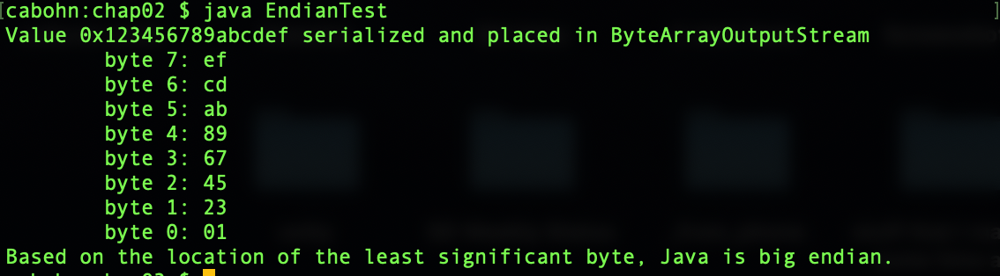 [cabohn:chap02 $ java EndianTest ]
Value 0x123456789abcdef serialized and placed in ByteArrayOutputStream
byte 7: ef
byte 6: cd
byte 5: ab
byte 4: 89
byte 3: 67
byte 2: 45
byte 1: 23
byte 0: 01
Based on the location of the least significant byte, Java is big endian.